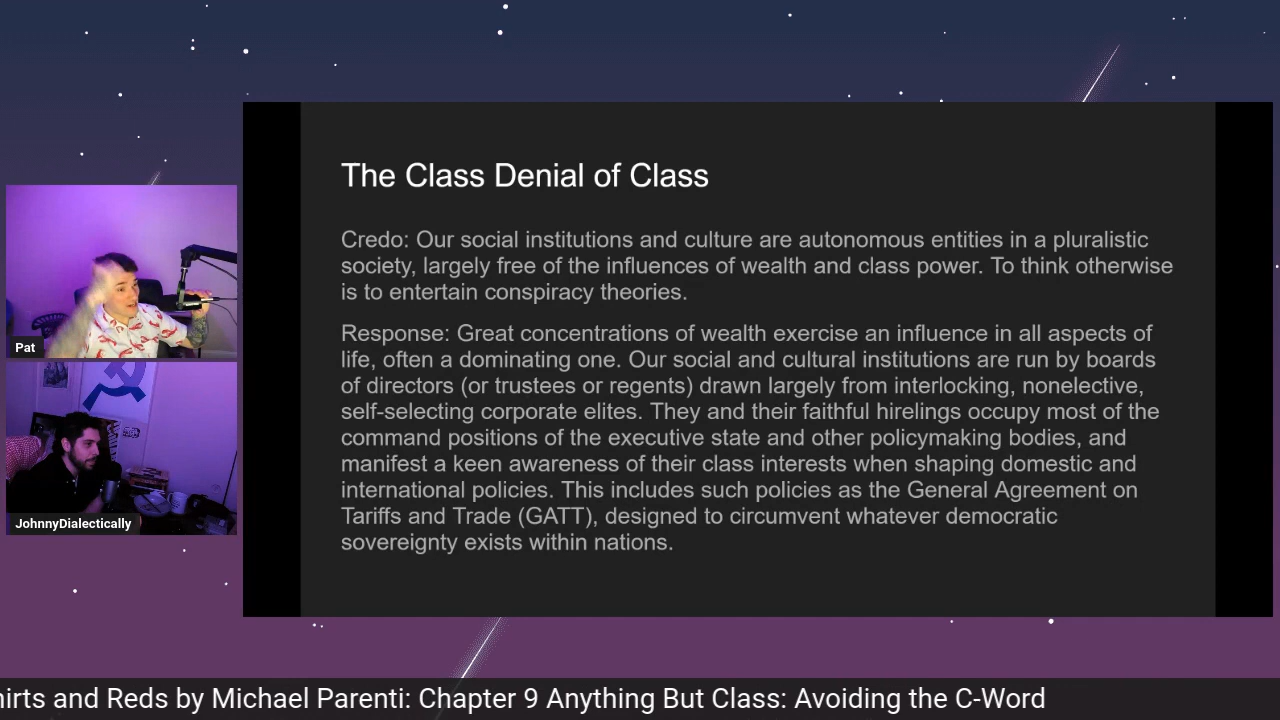 The Class Denial of Class
Credo: Our social institutions and culture are autonomous entities in a pluralistic
society, largely free of the influences of wealth and class power. To think otherwise
is to entertain conspiracy theories.
Response: Great concentrations of wealth exercise an influence in all aspects of
life, often a dominating one. Our social and cultural institutions are run by boards
of directors (or trustees or regents) drawn largely from interlocking, nonelective,
self-selecting corporate elites. They and their faithful hirelings occupy most of the
command positions of the executive state and other policymaking bodies, and
manifest a keen awareness of their class interests when shaping domestic and
international policies. This includes such policies as the General Agreement on
Tariffs and Trade (GATT), designed to circumvent whatever democratic
sovereignty exists within nations.
Pat
JohnnyDialectically
hirts and Reds by Michael Parenti: Chapter 9 Anything But Class: Avoiding the C-Word